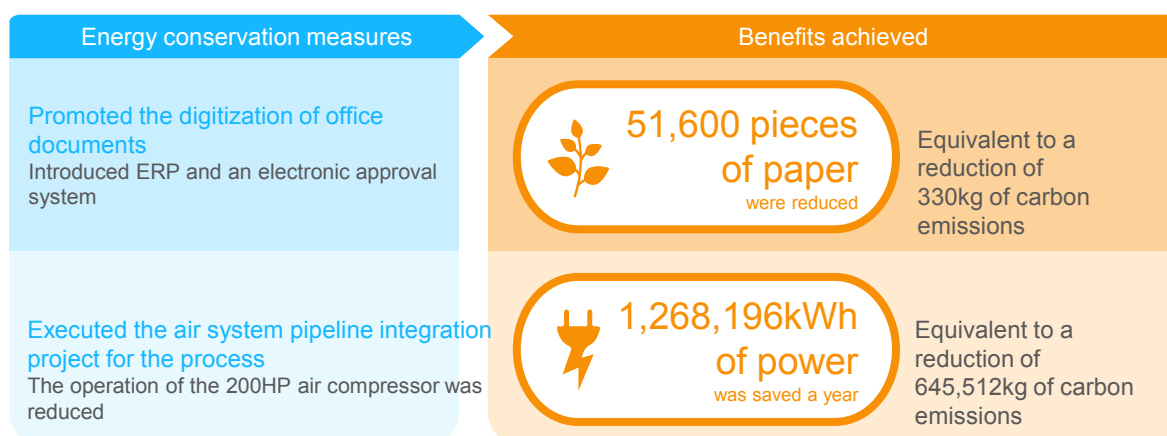 Energy conservation measures
Benefits achieved
Promoted the digitization of office
documents
Introduced ERP and an electronic approval
system
51,600 pieces
of paper
were reduced
Equivalent to a
reduction of
330kg of carbon
emissions
Executed the air system pipeline integration
project for the process
The operation of the 200HP air compressor was
reduced
1,268,196kWh
of power
was saved a year
Equivalent to a
reduction of
645,512kg of carbon
emissions